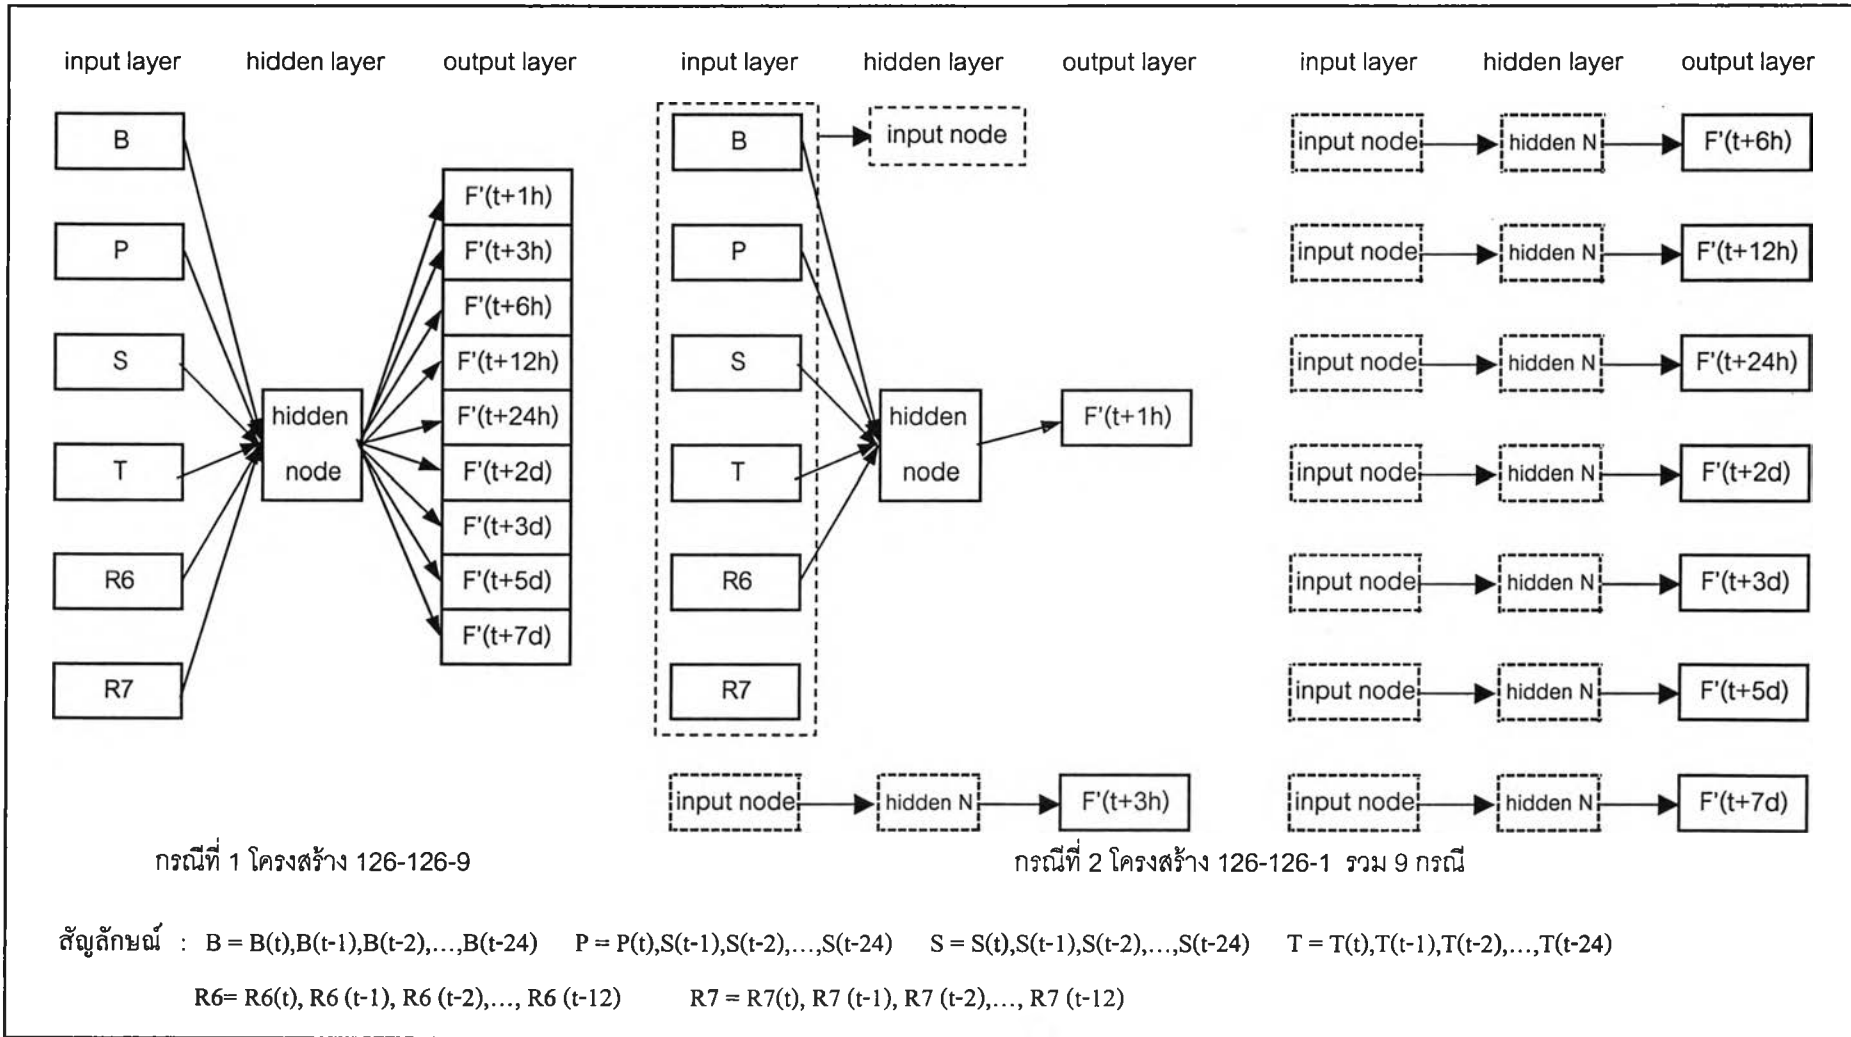 input layer hidden layer output layer input layer hidden layer output layer input layer hidden layer output layer
B
P
S
T
R6
R7
hidden
node
F'(t+1h)
F'(t+3h)
F'(t+6h)
F'(t+12h)
F'(t+24h)
F'(t+2d)
F'(t+3d)
F'(t+5d)
F'(t+7d)
B
P
S
T
R6
R7
input node
hidden
node
F'(t+1h)
input node hidden N F'(t+3h)
input node hidden N F'(t+6h)
input node hidden N F'(t+12h)
input node hidden N F'(t+24h)
input node hidden N F'(t+2d)
input node hidden N F'(t+3d)
input node hidden N F'(t+5d)
input node hidden N F'(t+7d)
กรณีที่ 1 โครงสร้าง 126-126-9
กรณีที่ 2 โครงสร้าง 126-126-1 รวม 9 กรณี
สัญลักษณ์ : B = B(t),B(t-1),B(t-2),...,B(t-24) P = P(t),S(t-1),S(t-2),...,S(t-24) S = S(t),S(t-1),S(t-2),...,S(t-24) T = T(t),T(t-1),T(t-2),...,T(t-24)
R6= R6(t), R6 (t-1), R6 (t-2),..., R6 (t-12) R7 = R7(t), R7 (t-1), R7 (t-2),..., R7 (t-12)